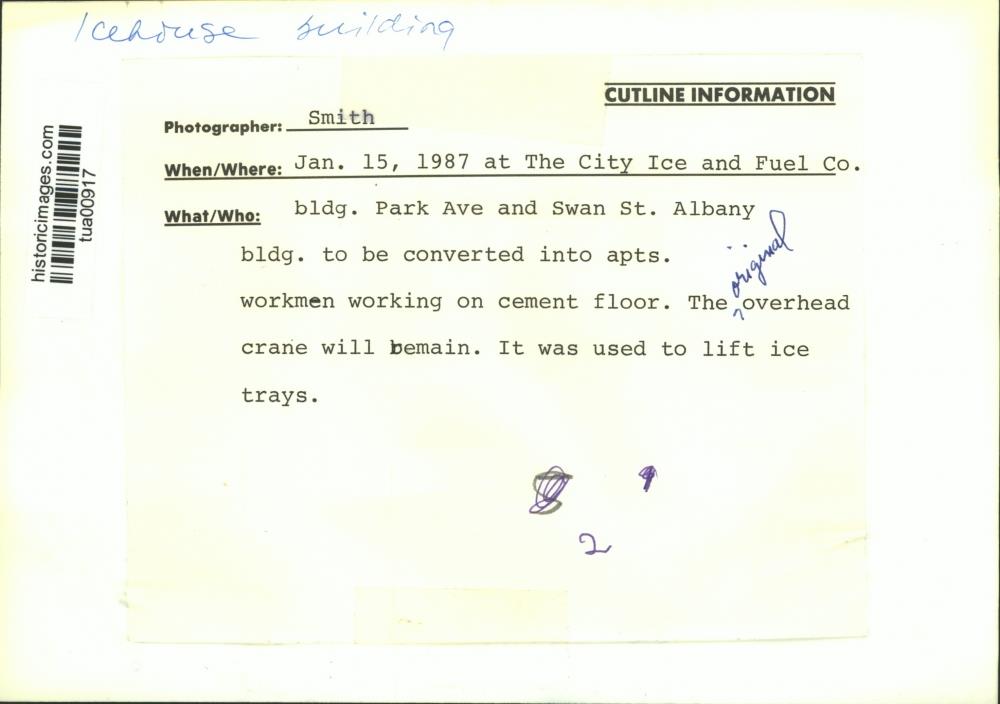 Icehouse building
CUTLINE INFORMATION
Photographer: Smith
When/Where: Jan. 15, 1987 at The City Ice and Fuel Co.
What/Who: bldg. Park Ave and Swan St. Albany
bldg. to be converted into apts.
original
workmen working on cement floor. The overhead
crane will remain. It was used to lift ice
trays.
2
historicimages.com
tua00917